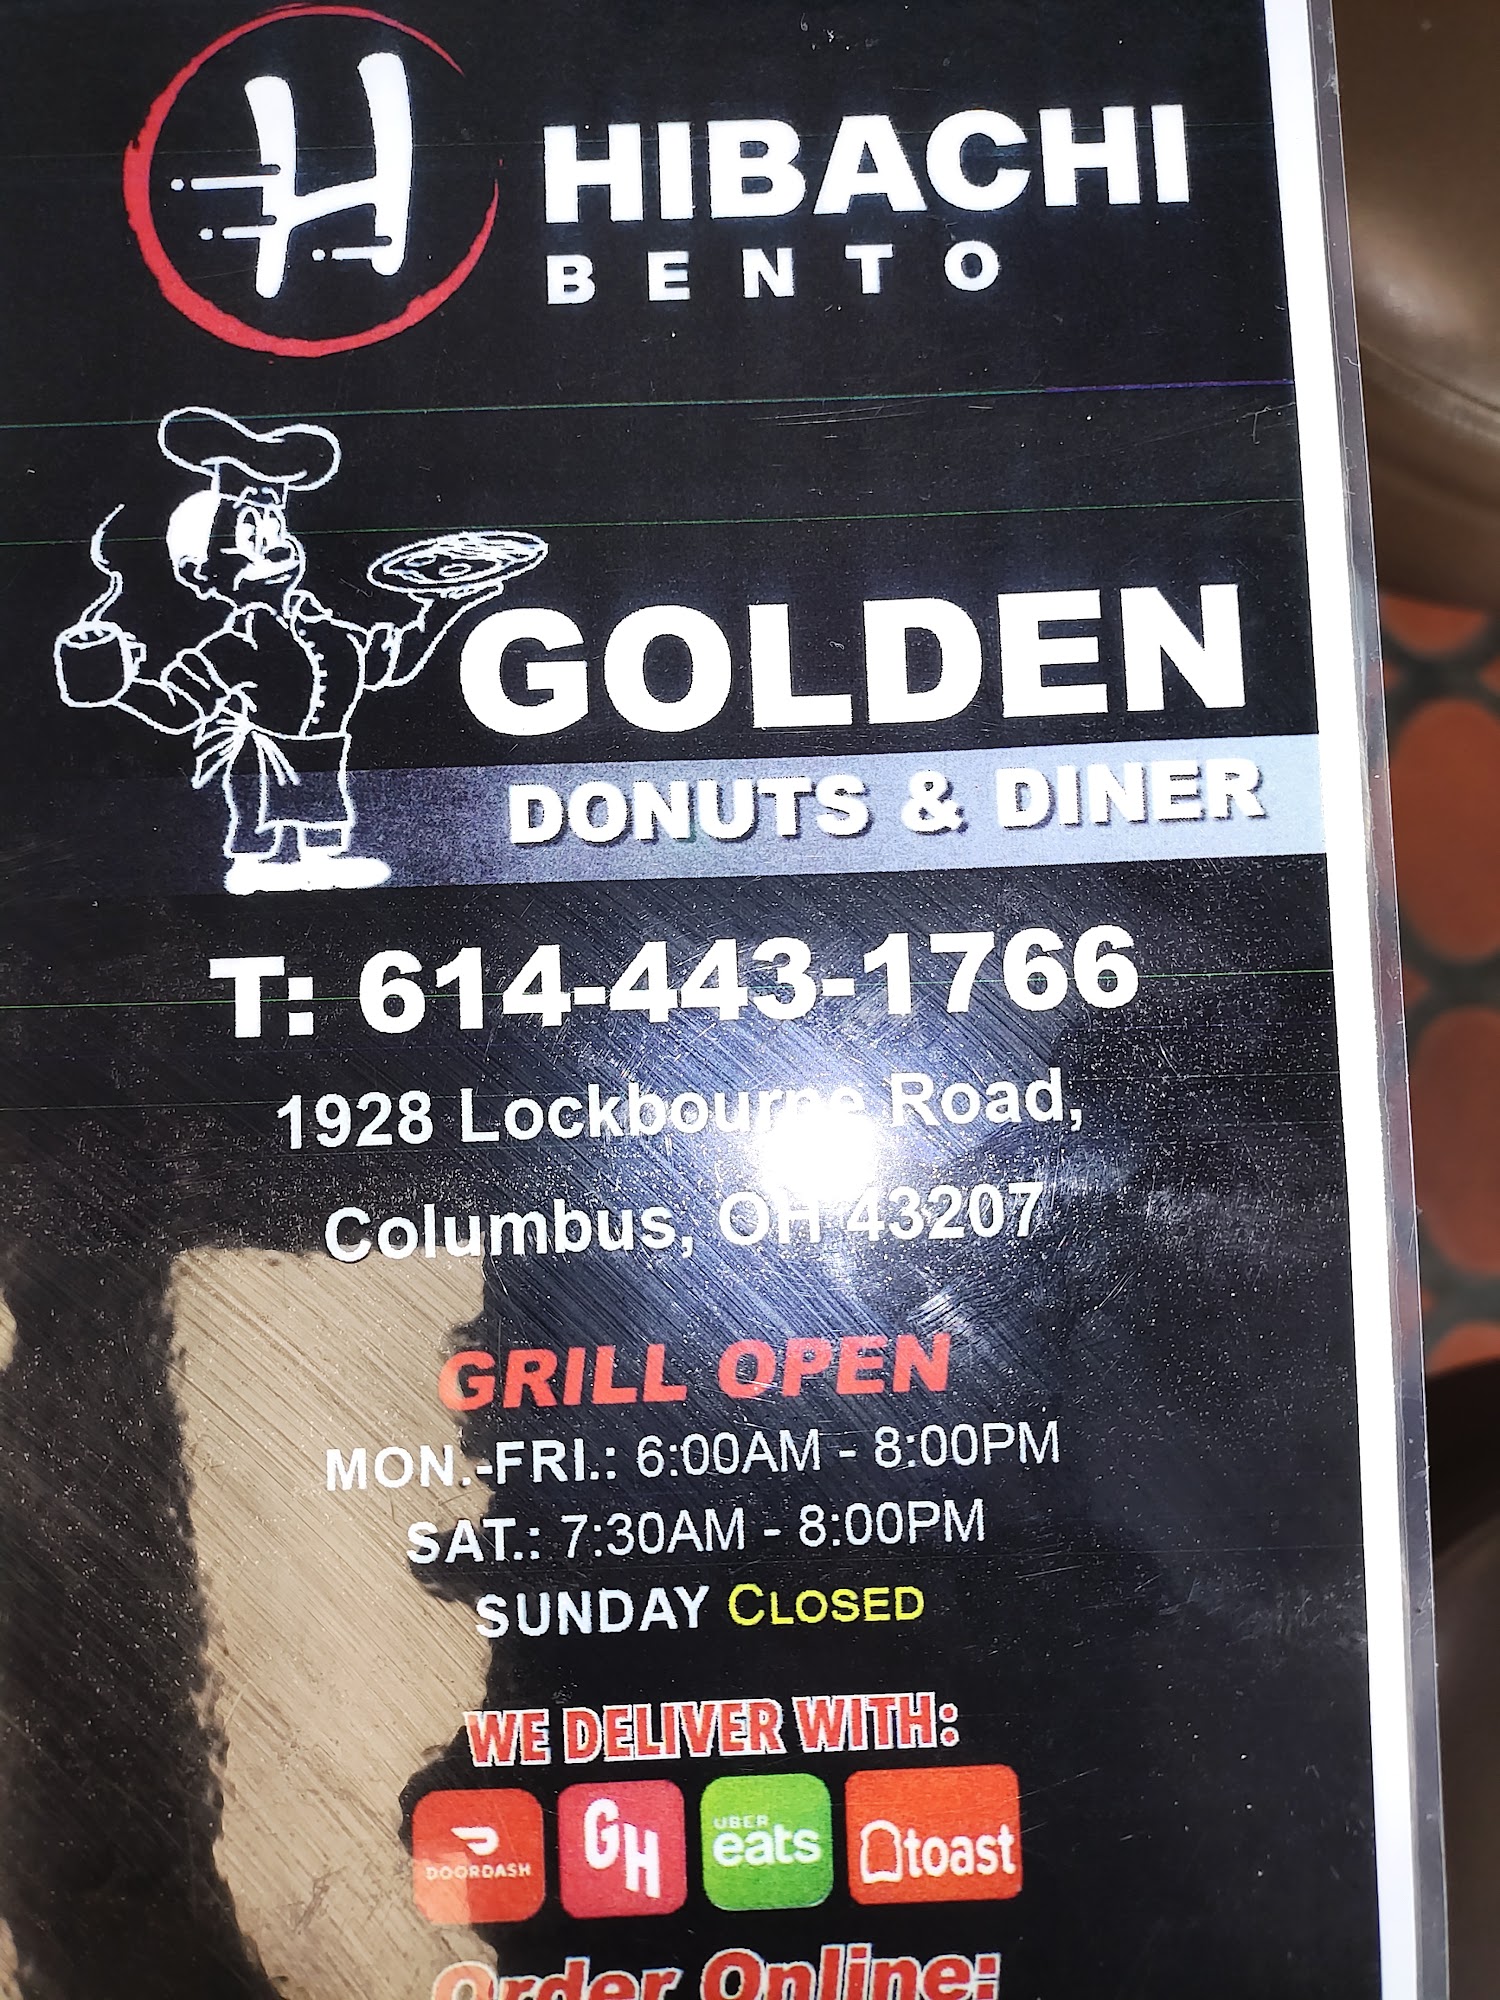 H
HIBACHI
BENTO
GOLDEN
DONUTS & DINER
T: 614-443-1766
1928 Lockbourne Road,
Columbus, OH 43207
GRILL OPEN
MON.-FRI.: 6:00AM - 8:00PM
SAT.: 7:30AM - 8:00PM
SUNDAY CLOSED
WE DELIVER WITH:
DOORDASH
GH
UBER
eats
toast
Order Online: